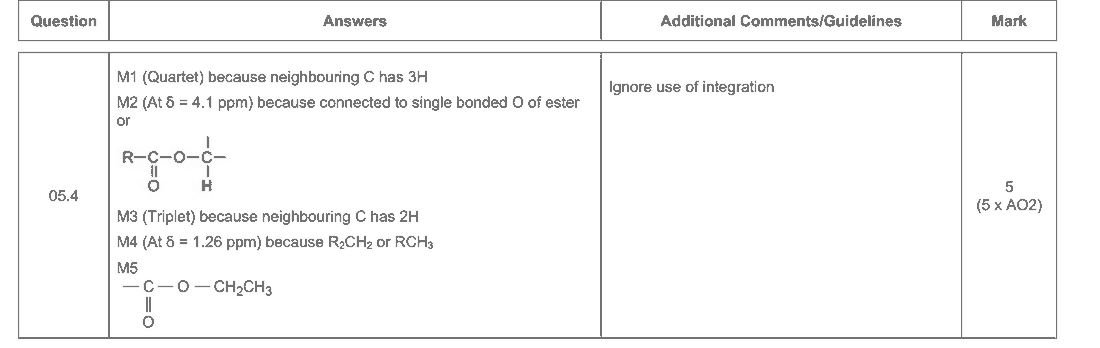 Question Answers Additional Comments/Guidelines Mark
05.4
M1 (Quartet) because neighbouring C has 3H
M2 (At δ = 4.1 ppm) because connected to single bonded O of ester
or
R–C–O–C–
O H
M3 (Triplet) because neighbouring C has 2H
M4 (At δ = 1.26 ppm) because R₂CH₂ or RCH₃
M5
–C–O–CH₂CH₃
O
Ignore use of integration
5
(5 x AO2)